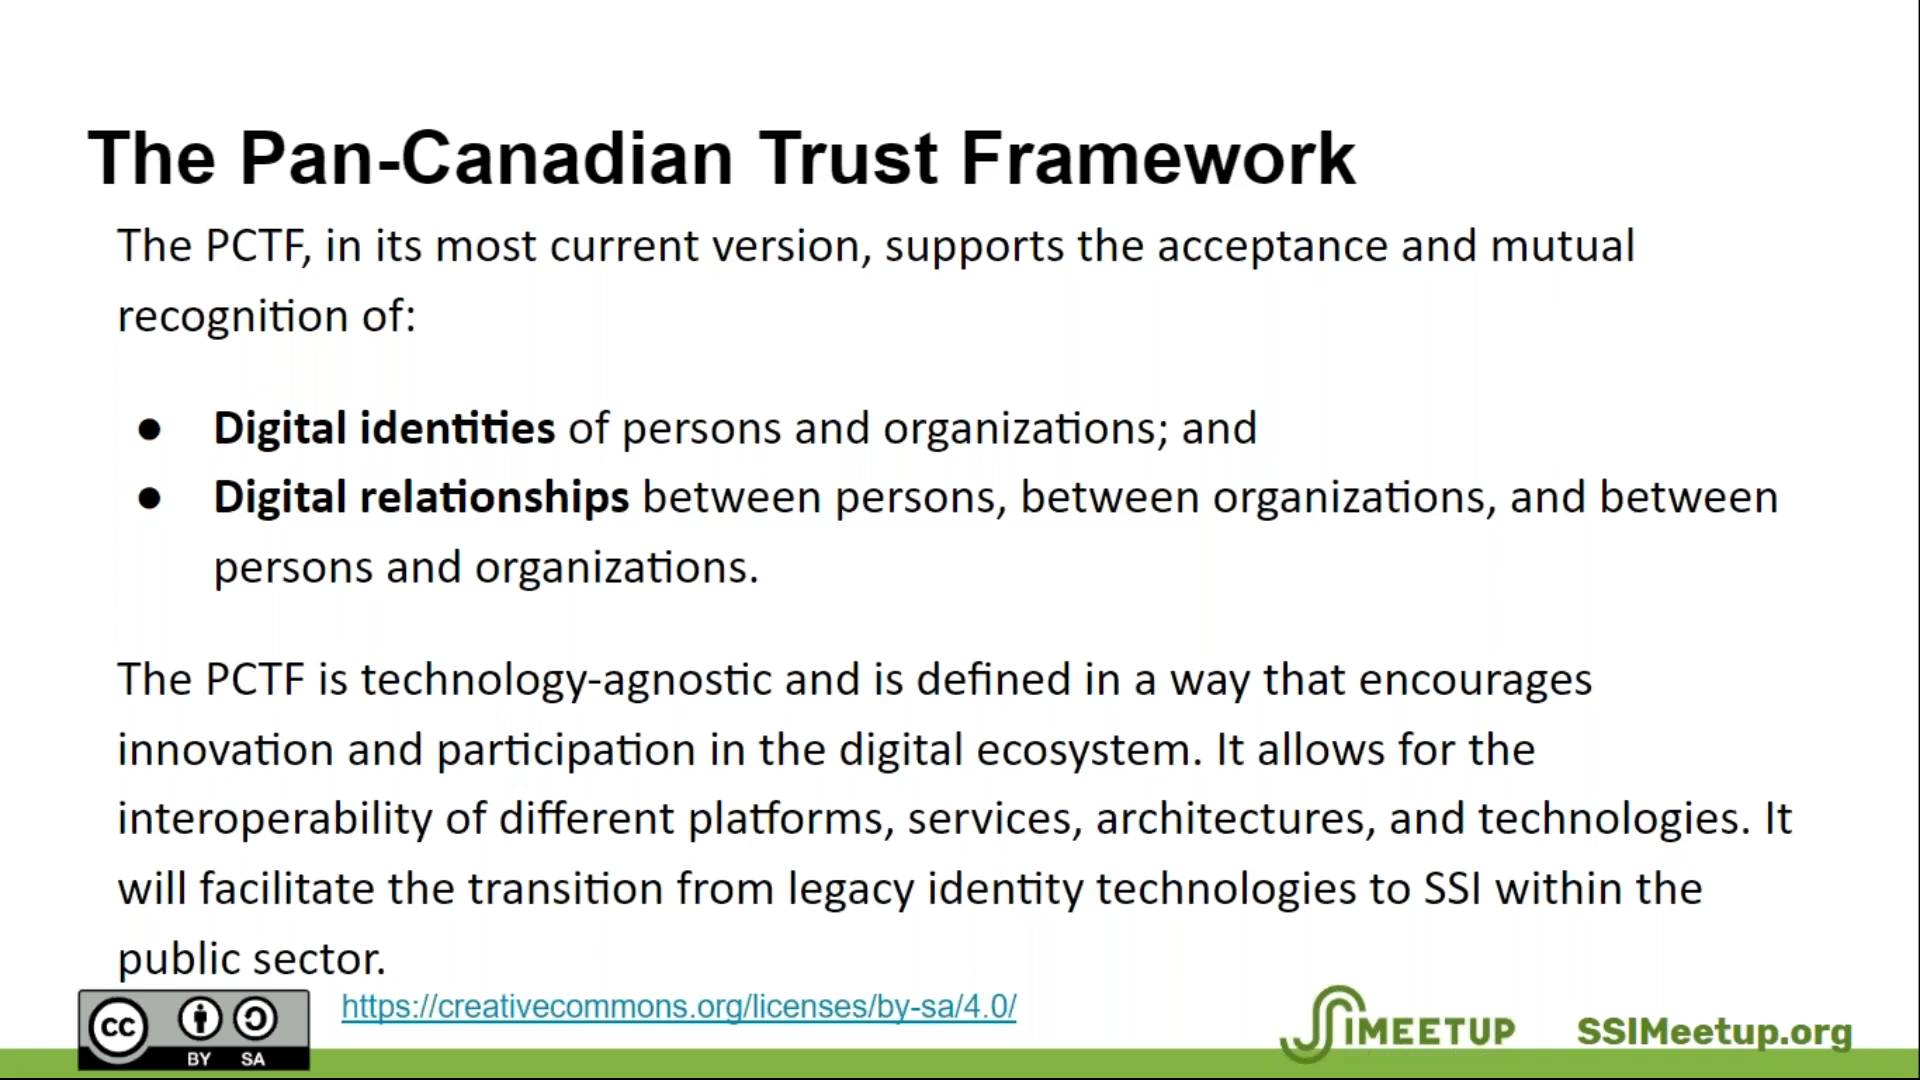 The Pan-Canadian Trust Framework
The PCTF, in its most current version, supports the acceptance and mutual
recognition of:
● Digital identities of persons and organizations; and
● Digital relationships between persons, between organizations, and between
persons and organizations.
The PCTF is technology-agnostic and is defined in a way that encourages
innovation and participation in the digital ecosystem. It allows for the
interoperability of different platforms, services, architectures, and technologies. It
will facilitate the transition from legacy identity technologies to SSI within the
public sector.
cc BY SA
https://creativecommons.org/licenses/by-sa/4.0/
SSIMEETUP
SSIMeetup.org